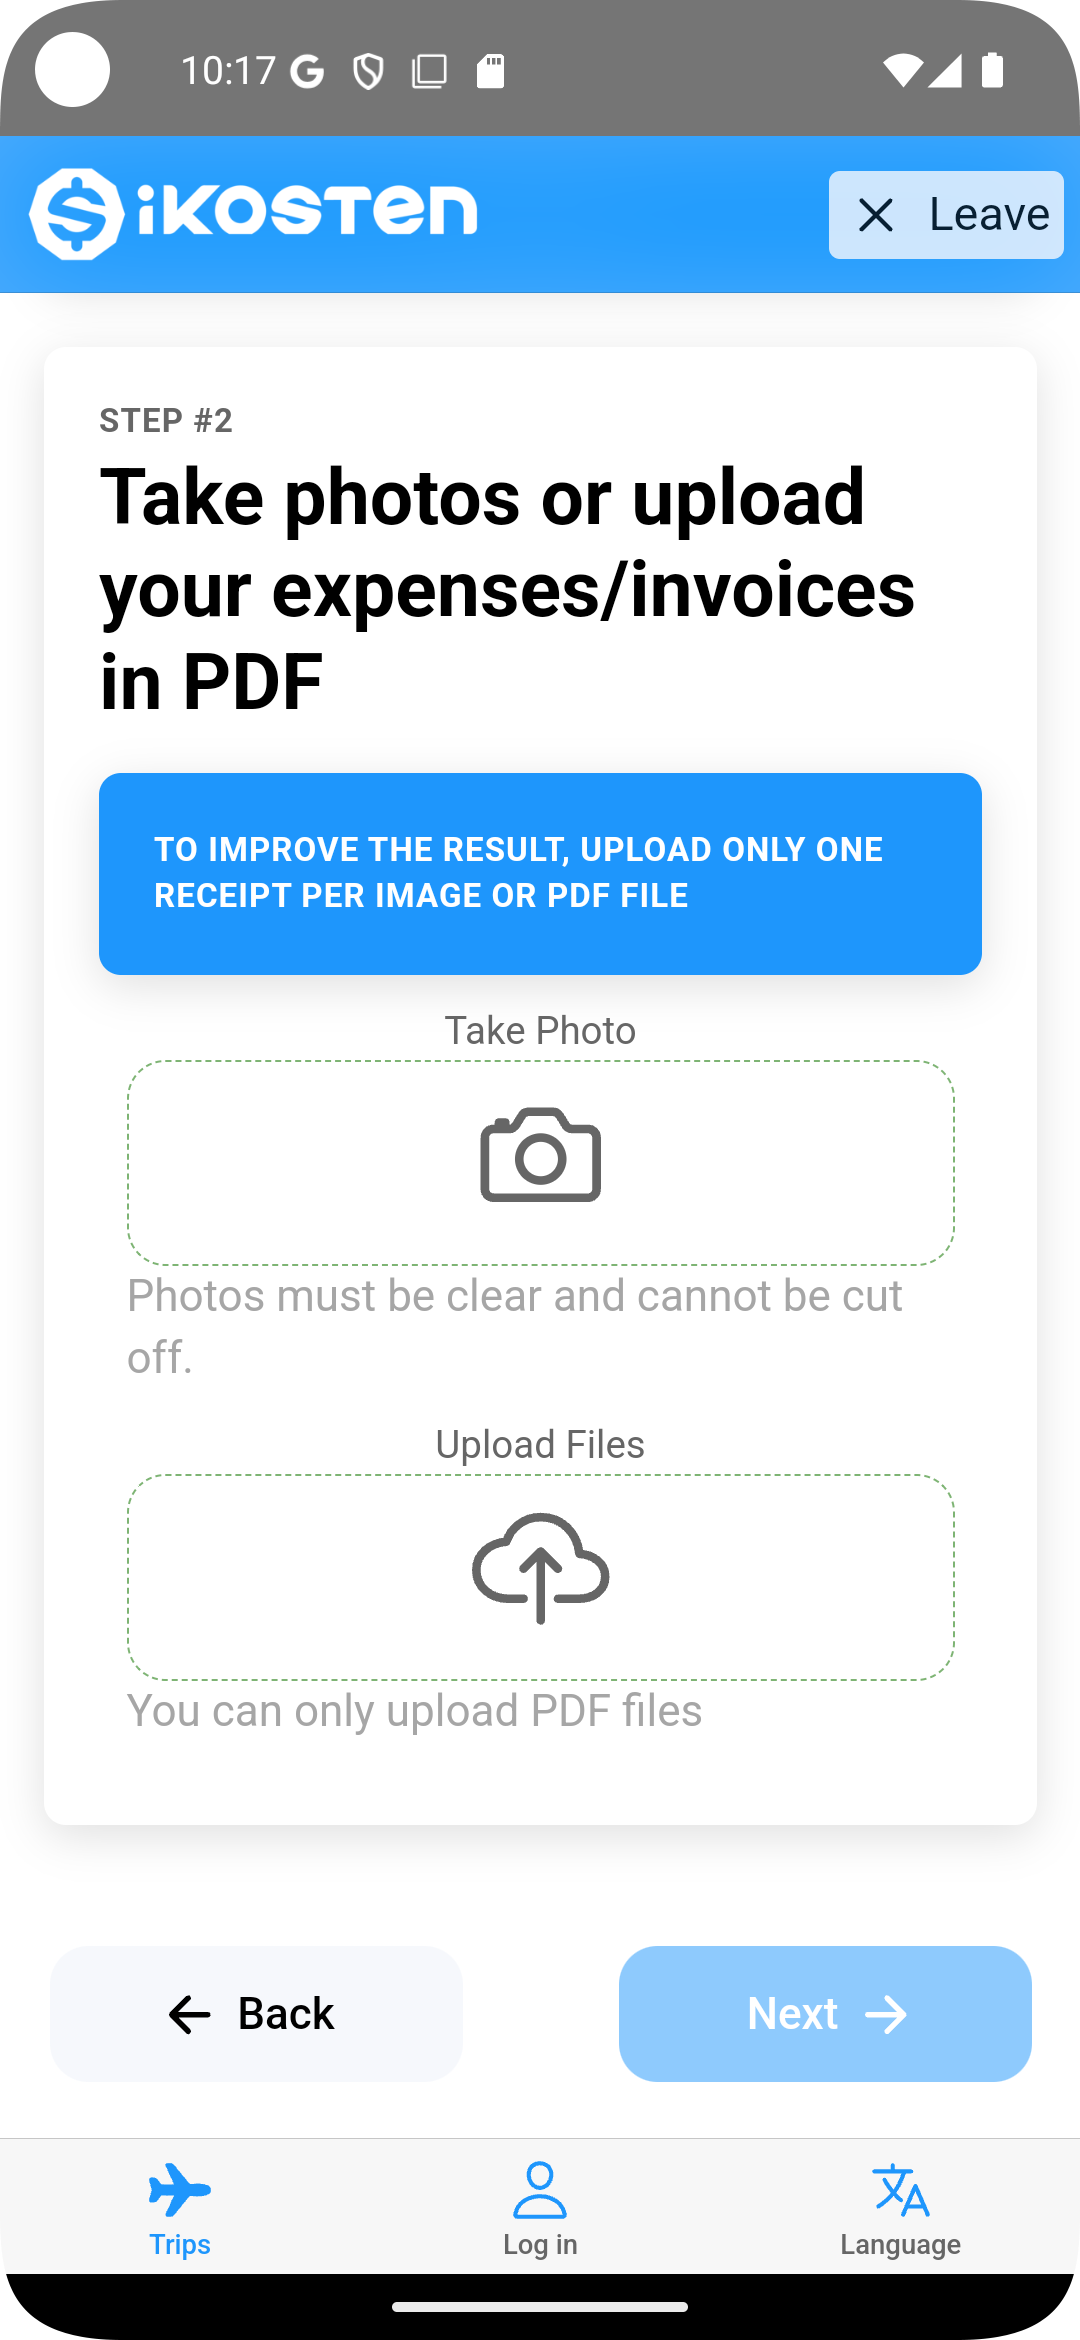 10:17
iKOSTEN
Leave
STEP #2
Take photos or upload
your expenses/invoices
in PDF
TO IMPROVE THE RESULT, UPLOAD ONLY ONE
RECEIPT PER IMAGE OR PDF FILE
Take Photo
Photos must be clear and cannot be cut
off.
Upload Files
You can only upload PDF files
Back
Next
Trips
Log in
Language